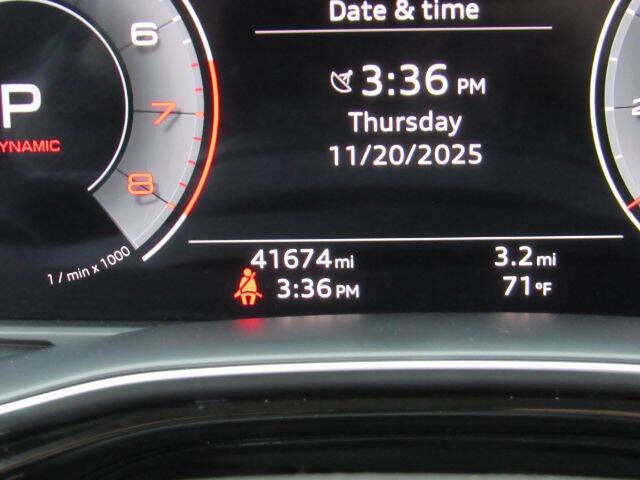 Date & time
3:36 PM
Thursday
11/20/2025
6
7
8
1 / min x 1000
P
41674 mi
3.2 mi
3:36 PM
71°F